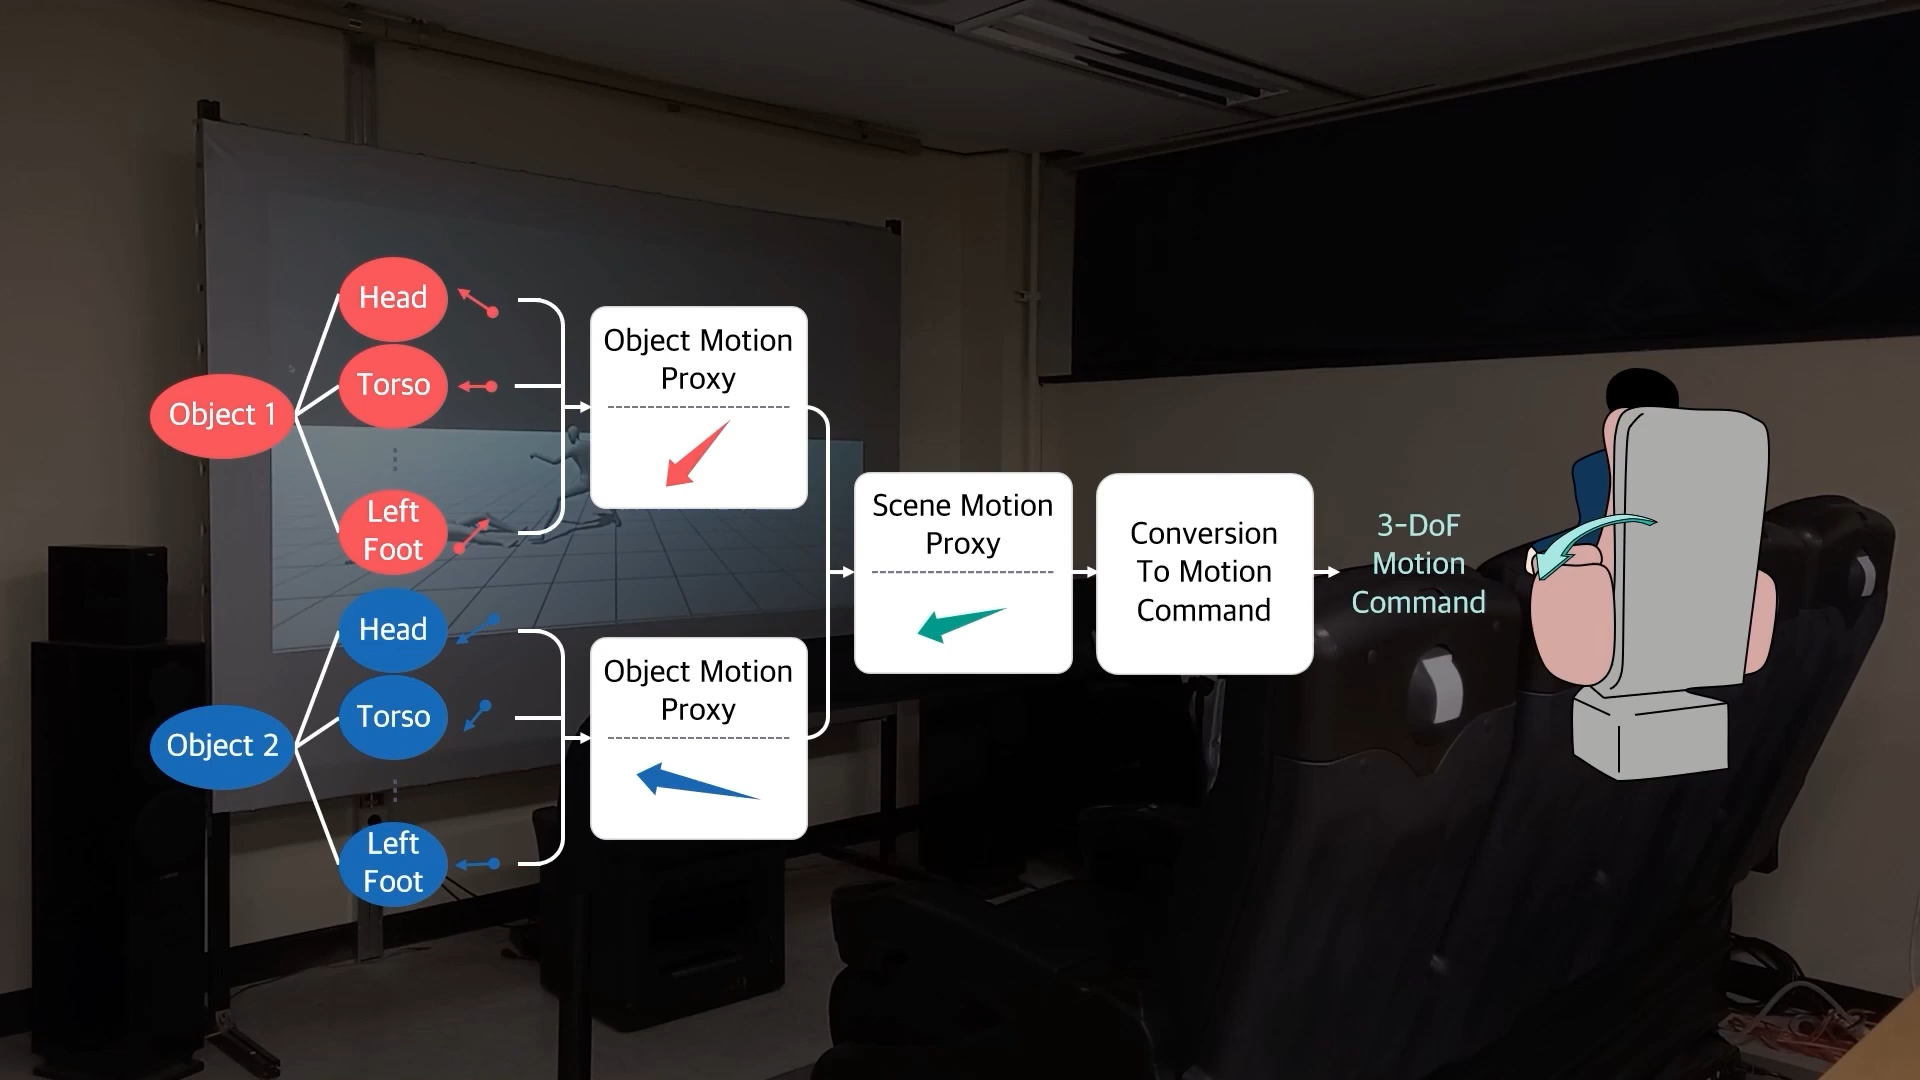 Object 1
Head
Torso
Left
Foot
Object Motion
Proxy
Object 2
Head
Torso
Left
Foot
Object Motion
Proxy
Scene Motion
Proxy
Conversion
To Motion
Command
3-DoF
Motion
Command